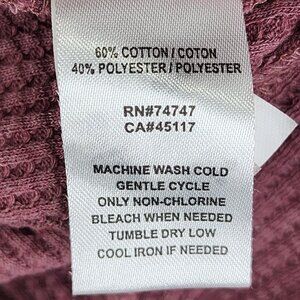 60% COTTON / COTON
40% POLYESTER / POLYESTER
RN#74747
CA#45117
MACHINE WASH COLD
GENTLE CYCLE
ONLY NON-CHLORINE
BLEACH WHEN NEEDED
TUMBLE DRY LOW
COOL IRON IF NEEDED